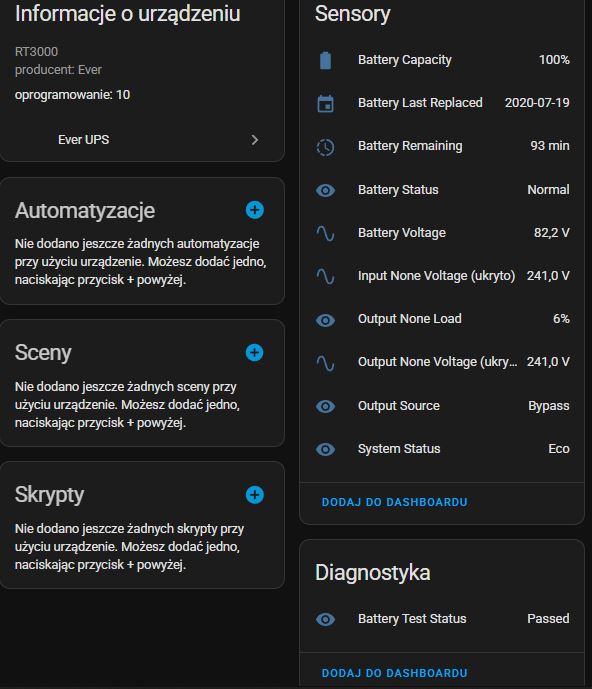 Informacje o urządzeniu
RT3000
producent: Ever
oprogramowanie: 10
Ever UPS
Automatyzacje
Nie dodano jeszcze żadnych automatyzacje
przy użyciu urządzenie. Możesz dodać jedno,
naciskając przycisk + powyżej.
Sceny
Nie dodano jeszcze żadnych sceny przy
użyciu urządzenie. Możesz dodać jedno,
naciskając przycisk + powyżej.
Skrypty
Nie dodano jeszcze żadnych skrypty przy
użyciu urządzenie. Możesz dodać jedno,
naciskając przycisk + powyżej.
Sensory
Battery Capacity 100%
Battery Last Replaced 2020-07-19
Battery Remaining 93 min
Battery Status Normal
Battery Voltage 82,2 V
Input None Voltage (ukryto) 241,0 V
Output None Load 6%
Output None Voltage (ukry... 241,0 V
Output Source Bypass
System Status Eco
DODAJ DO DASHBOARDU
Diagnostyka
Battery Test Status Passed
DODAJ DO DASHBOARDU